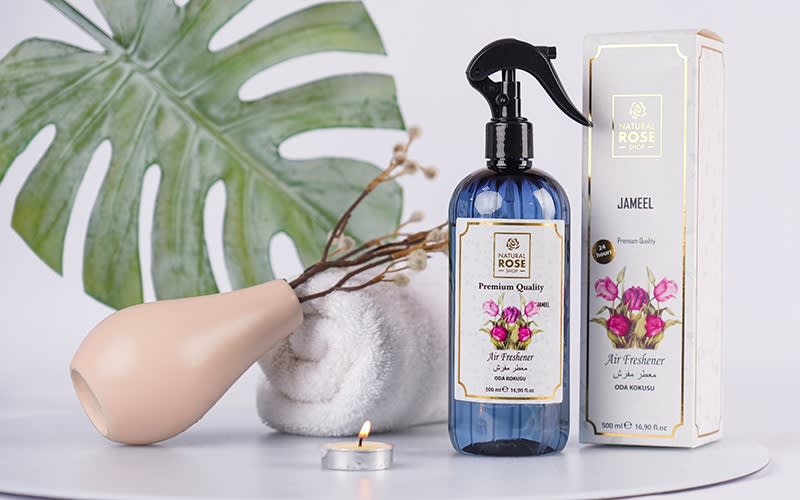 NATURAL
ROSE
SHOP
Premium Quality
JAMEEL
Air Freshener
معطر مفرش
ODA KOKUSU
500 ml ℮ 16,90 fl.oz
NATURAL
ROSE
SHOP
JAMEEL
Premium Quality
24
hours
Air Freshener
معطر مفرش
ODA KOKUSU
500 ml ℮ 16,90 fl.oz